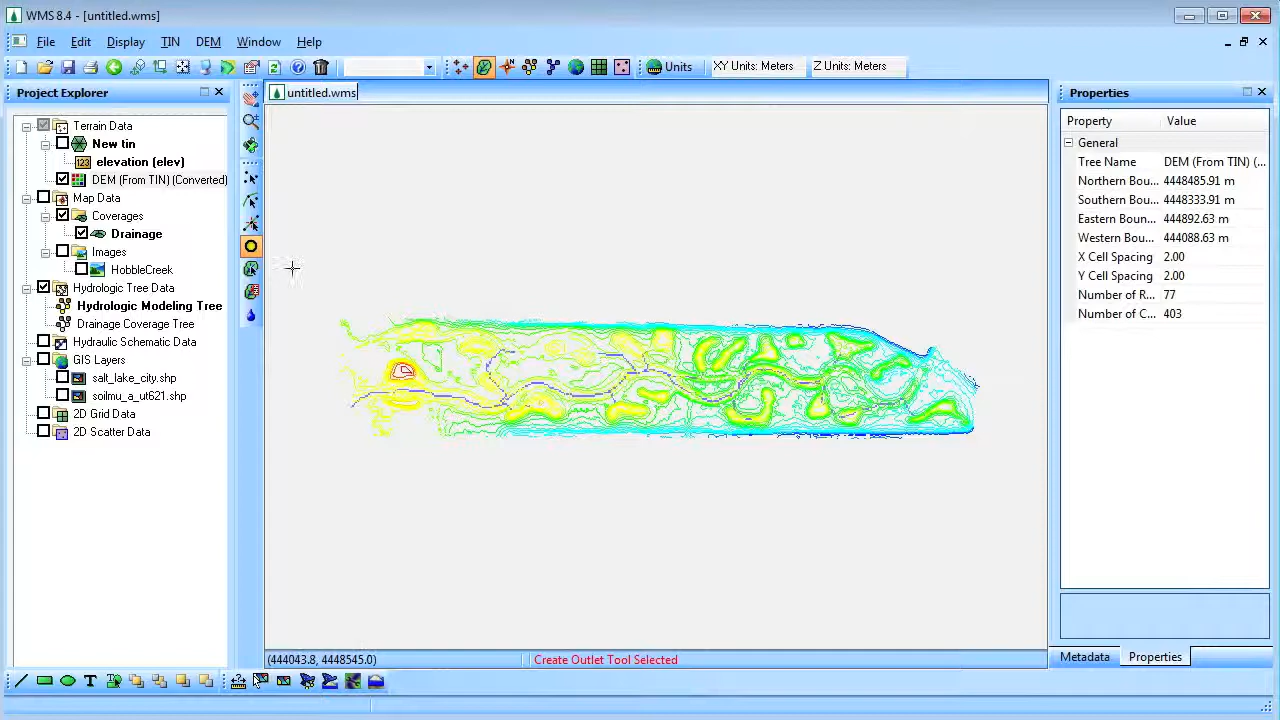 WMS 8.4 - [untitled.wms]
File Edit Display TIN DEM Window Help
Units XY Units: Meters Z Units: Meters
Project Explorer
Terrain Data
New tin
elevation (elev)
DEM (From TIN) (Converted)
Map Data
Coverages
Drainage
Images
HobbleCreek
Hydrologic Tree Data
Hydrologic Modeling Tree
Drainage Coverage Tree
Hydraulic Schematic Data
GIS Layers
salt_lake_city.shp
soilmu_a_ut621.shp
2D Grid Data
2D Scatter Data
untitled.wms
(444043.8, 4448545.0) Create Outlet Tool Selected
Properties
Property Value
General
Tree Name DEM (From TIN) (...
Northern Bou... 4448485.91 m
Southern Bou... 4448333.91 m
Eastern Boun... 444892.63 m
Western Bou... 444088.63 m
X Cell Spacing 2.00
Y Cell Spacing 2.00
Number of R... 77
Number of C... 403
Metadata Properties